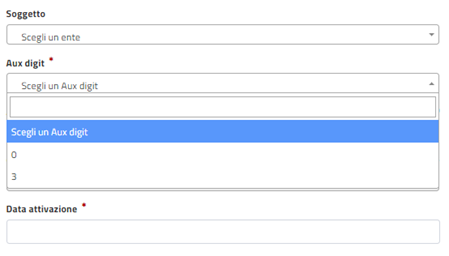 Soggetto
Scegli un ente
Aux digit *
Scegli un Aux digit
Scegli un Aux digit
0
3
Data attivazione *